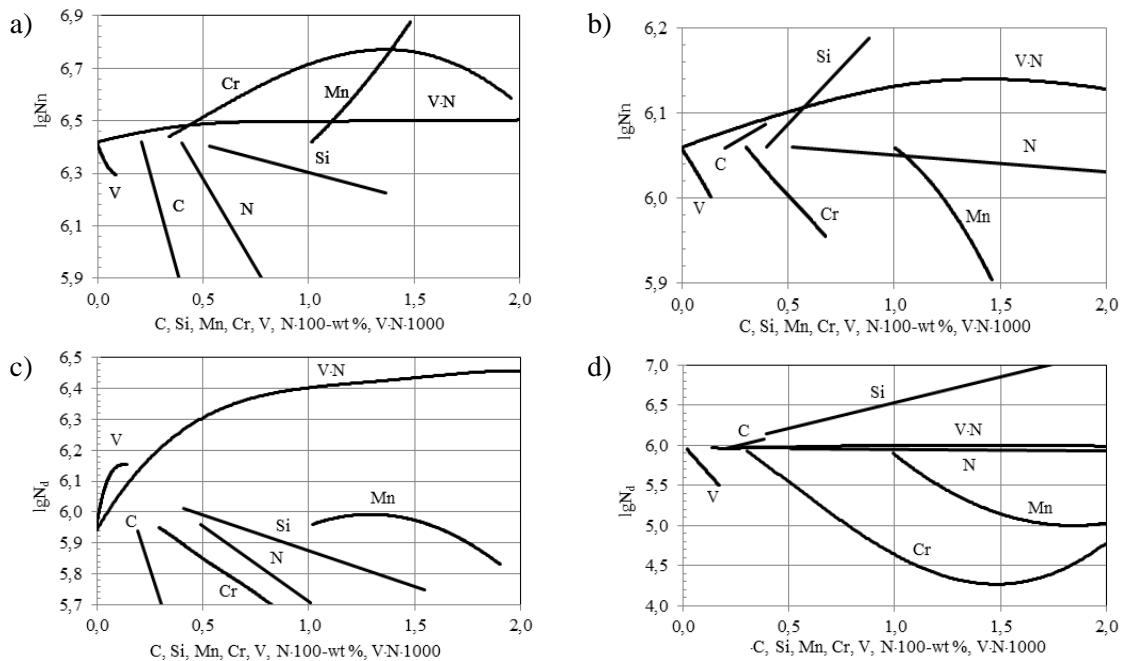 a)
6,9
6,7
6,5
6,3
6,1
5,9
lgNn
Cr
Mn
V·N
Si
V
C
N
0,0 0,5 1,0 1,5 2,0
C, Si, Mn, Cr, V, N·100-wt %, V·N·1000
b)
6,2
6,1
6,0
5,9
lgNn
Si
V·N
C
N
V
Cr
Mn
0,0 0,5 1,0 1,5 2,0
C, Si, Mn, Cr, V, N·100-wt %, V·N·1000
c)
6,5
6,4
6,3
6,2
6,1
6,0
5,9
5,8
5,7
lgNd
V·N
V
Mn
C
Si
N
Cr
0,0 0,5 1,0 1,5 2,0
C, Si, Mn, Cr, V, N·100-wt %, V·N·1000
d)
7,0
6,5
6,0
5,5
5,0
4,5
4,0
lgNd
Si
C
V·N
N
V
Mn
Cr
0,0 0,5 1,0 1,5 2,0
·C, Si, Mn, Cr, V, N·100-wt %, V·N·1000